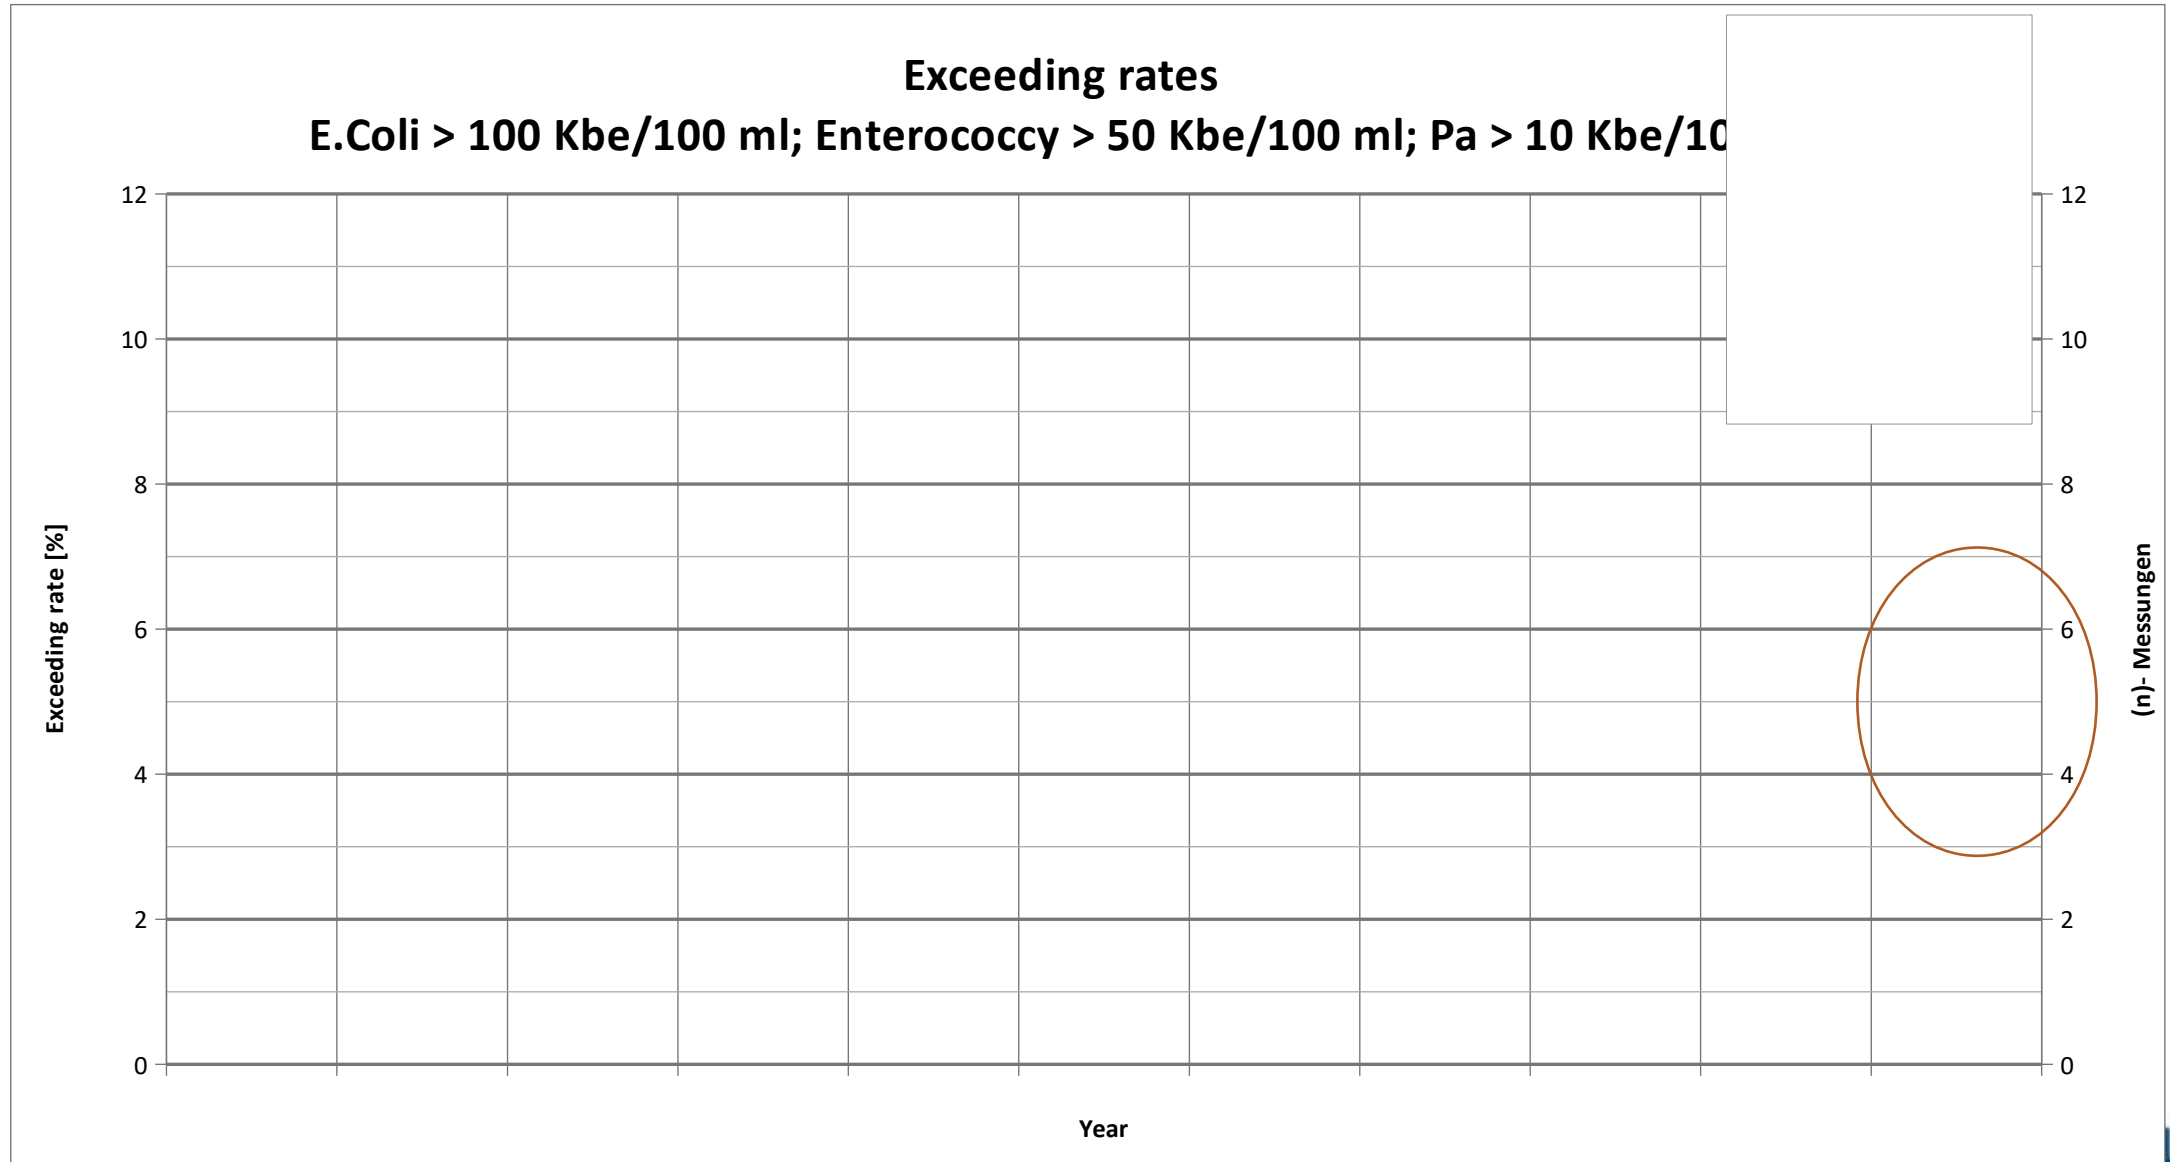 Exceeding rates
E.Coli > 100 Kbe/100 ml; Enterococcy > 50 Kbe/100 ml; Pa > 10 Kbe/10
12
10
8
6
4
2
0
Exceeding rate [%]
12
10
8
6
4
2
0
(n)- Messungen
Year